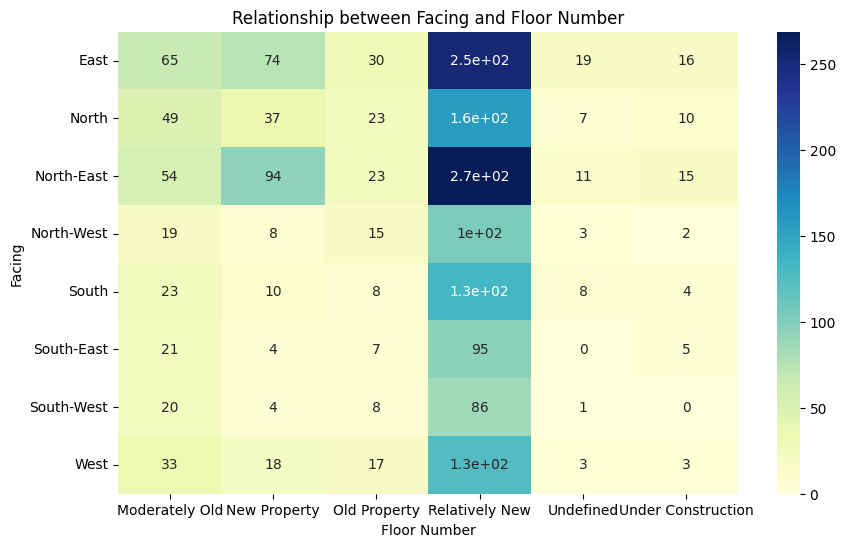 Relationship between Facing and Floor Number
East 65 74 30 2.5e+02 19 16
North 49 37 23 1.6e+02 7 10
North-East 54 94 23 2.7e+02 11 15
North-West 19 8 15 1e+02 3 2
South 23 10 8 1.3e+02 8 4
South-East 21 4 7 95 0 5
South-West 20 4 8 86 1 0
West 33 18 17 1.3e+02 3 3
Facing
Moderately Old New Property Old Property Relatively New Undefined Under Construction
Floor Number
250
200
150
100
50
0